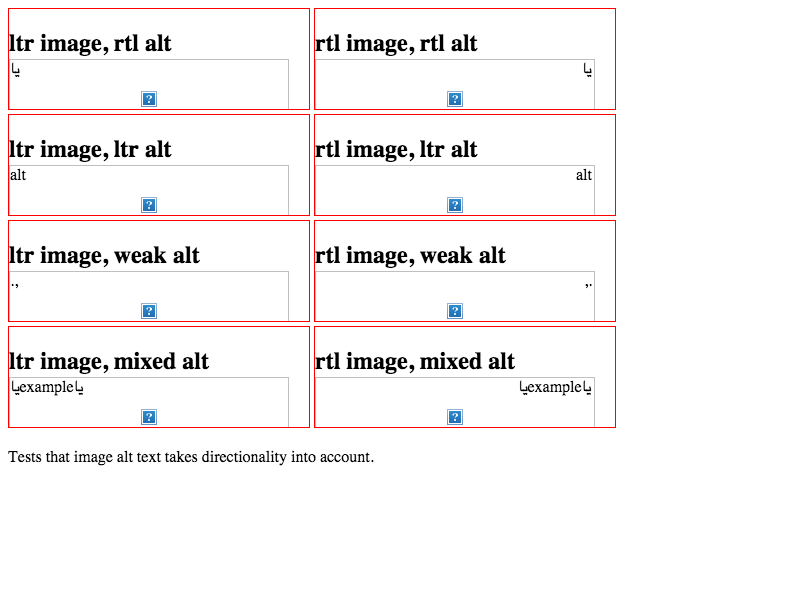 ltr image, rtl alt
يا
rtl image, rtl alt
يا
ltr image, ltr alt
alt
rtl image, ltr alt
alt
ltr image, weak alt
.,
rtl image, weak alt
,.
ltr image, mixed alt
ياexampleيا
rtl image, mixed alt
ياexampleيا
Tests that image alt text takes directionality into account.